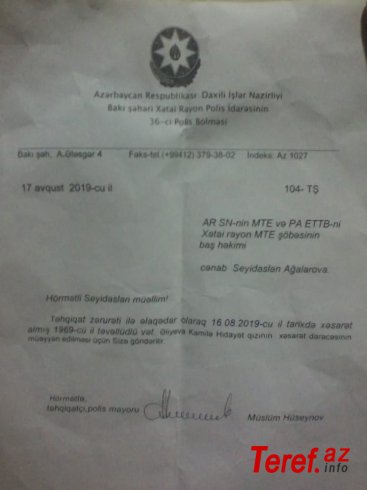 Azərbaycan Respublikası Daxili İşlər Nazirliyi
Bakı şəhəri Xətai Rayon Polis İdarəsinin
36-cı Polis Bölməsi
Bakı şəh. A.Ələsgər 4 Faks-tel.(+99412) 379-38-02 İndeks. Az 1027
17 avqust 2019-cu il 104- TŞ
AR SN-nin MTE və PA ETTB-ni
Xətai rayon MTE şöbəsinin
baş həkimi
cənab Seyidaslan Ağalarova.
Hörmətli Seyidaslan müəllim!
Təhqiqat zərurəti ilə əlaqədar olaraq 16.08.2019-cu il tarixdə xəsarət
almış 1969-cu il təvəllüdlü vət. Əliyeva Kəmilə Hidayət qızının xəsarət dərəcəsinin
müəyyən edilməsi üçün Sizə göndərilir.
Hörmətlə,
təhqiqatçı,polis mayoru Müslüm Hüseynov
Teref.az
info